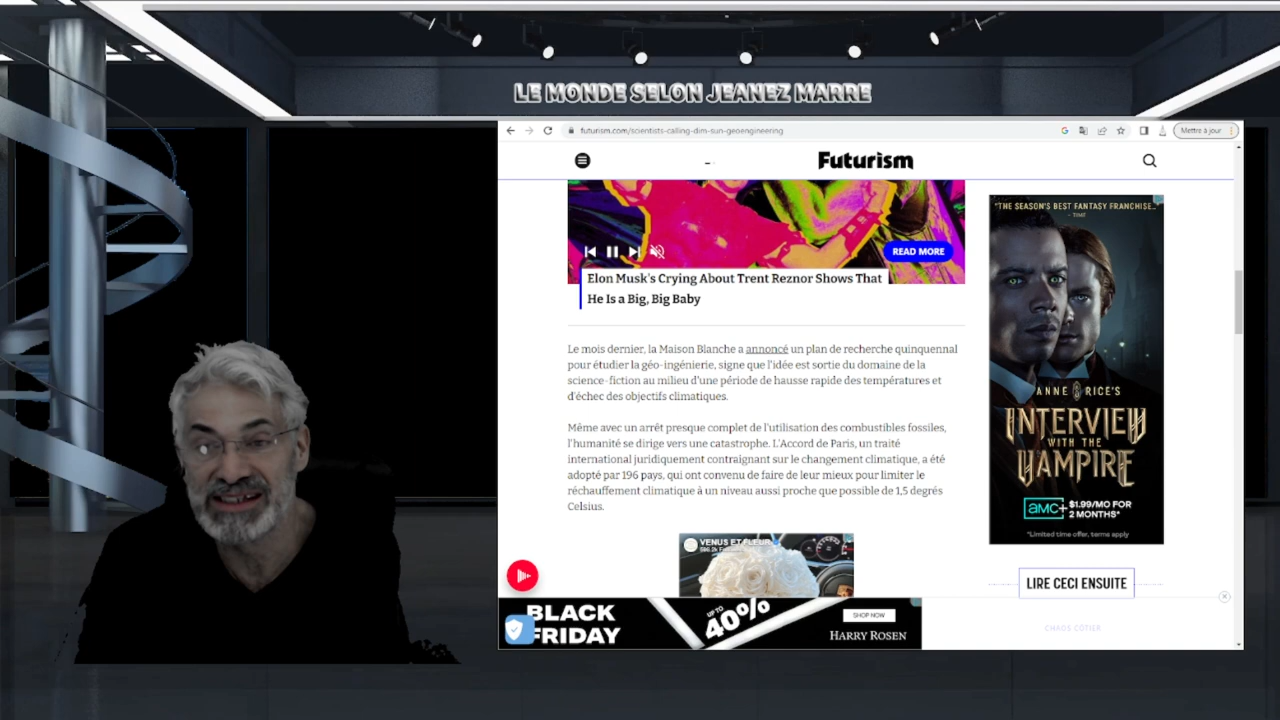 LE MONDE SELON JEANEZ MARRE
futurism.com/scientists-calling-dim-sun-geoengineering
Mettre à jour
Futurism
READ MORE
Elon Musk's Crying About Trent Reznor Shows That
He Is a Big, Big Baby
Le mois dernier, la Maison Blanche a annoncé un plan de recherche quinquennal
pour étudier la géo-ingénierie, signe que l'idée est sortie du domaine de la
science-fiction au milieu d'une période de hausse rapide des températures et
d'échec des objectifs climatiques.
Même avec un arrêt presque complet de l'utilisation des combustibles fossiles,
l'humanité se dirige vers une catastrophe. L'Accord de Paris, un traité
international juridiquement contraignant sur le changement climatique, a été
adopté par 196 pays, qui ont convenu de faire de leur mieux pour limiter le
réchauffement climatique à un niveau aussi proche que possible de 1,5 degrés
Celsius.
VENUS ET FLEUR
BLACK
FRIDAY
UP TO
40%
SHOP NOW
HARRY ROSEN
"THE SEASON'S BEST FANTASY FRANCHISE..."
- TIME
ANNE RICE'S
INTERVIEW
WITH THE
VAMPIRE
amc+ $1.99/MO FOR
2 MONTHS*
*Limited time offer, terms apply
LIRE CECI ENSUITE
CHAOS CÔTIER